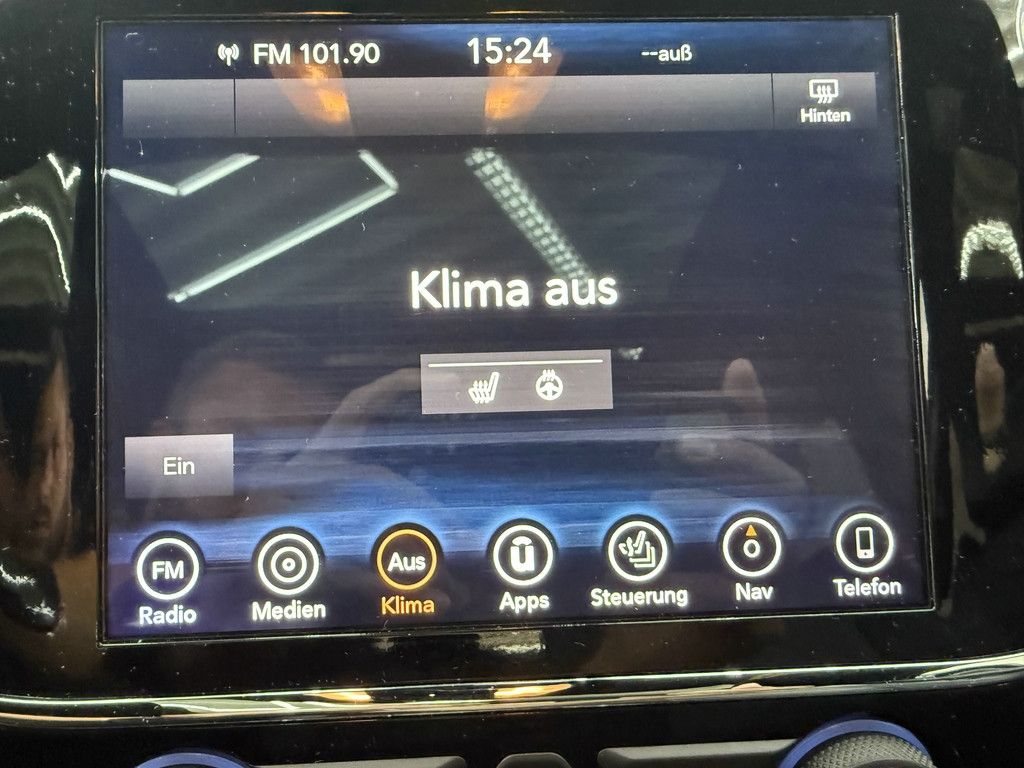 FM 101.90 15:24 --auß
Hinten
Klima aus
Ein
FM Aus ü
Radio Medien Klima Apps Steuerung Nav Telefon